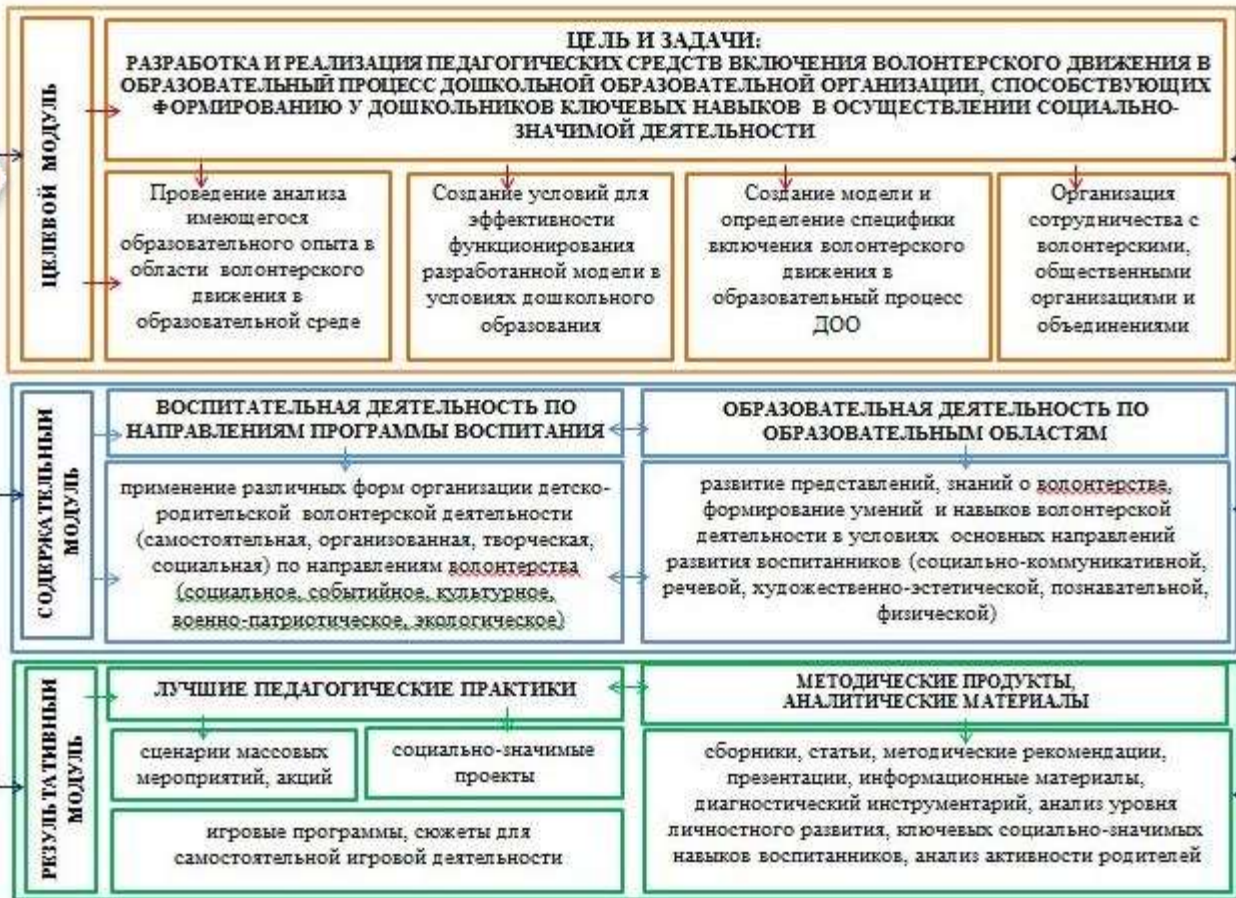 ЦЕЛЕВОЙ МОДУЛЬ
ЦЕЛЬ И ЗАДАЧИ:
РАЗРАБОТКА И РЕАЛИЗАЦИЯ ПЕДАГОГИЧЕСКИХ СРЕДСТВ ВКЛЮЧЕНИЯ ВОЛОНТЕРСКОГО ДВИЖЕНИЯ В
ОБРАЗОВАТЕЛЬНЫЙ ПРОЦЕСС ДОШКОЛЬНОЙ ОБРАЗОВАТЕЛЬНОЙ ОРГАНИЗАЦИИ, СПОСОБСТВУЮЩИХ
ФОРМИРОВАНИЮ У ДОШКОЛЬНИКОВ КЛЮЧЕВЫХ НАВЫКОВ В ОСУЩЕСТВЛЕНИИ СОЦИАЛЬНО-
ЗНАЧИМОЙ ДЕЯТЕЛЬНОСТИ
Проведение анализа
имеющегося
образовательного опыта в
области волонтерского
движения в
образовательной среде
Создание условий для
эффективности
функционирования
разработанной модели в
условиях дошкольного
образования
Создание модели и
определение специфики
включения волонтерского
движения в
образовательный процесс
ДОО
Организация
сотрудничества с
волонтерскими,
общественными
организациями и
объединениями
СОДЕРЖАТЕЛЬНЫЙ
МОДУЛЬ
ВОСПИТАТЕЛЬНАЯ ДЕЯТЕЛЬНОСТЬ ПО
НАПРАВЛЕНИЯМ ПРОГРАММЫ ВОСПИТАНИЯ
применение различных форм организации детско-
родительской волонтерской деятельности
(самостоятельная, организованная, творческая,
социальная) по направлениям волонтерства
(социальное, событийное, культурное,
военно-патриотическое, экологическое)
ОБРАЗОВАТЕЛЬНАЯ ДЕЯТЕЛЬНОСТЬ ПО
ОБРАЗОВАТЕЛЬНЫМ ОБЛАСТЯМ
развитие представлений, знаний о волонтерстве,
формирование умений и навыков волонтерской
деятельности в условиях основных направлений
развития воспитанников (социально-коммуникативной,
речевой, художественно-эстетической, познавательной,
физической)
РЕЗУЛЬТАТИВНЫЙ
МОДУЛЬ
ЛУЧШИЕ ПЕДАГОГИЧЕСКИЕ ПРАКТИКИ
сценарии массовых
мероприятий, акций
социально-значимые
проекты
игровые программы, сюжеты для
самостоятельной игровой деятельности
МЕТОДИЧЕСКИЕ ПРОДУКТЫ,
АНАЛИТИЧЕСКИЕ МАТЕРИАЛЫ
сборники, статьи, методические рекомендации,
презентации, информационные материалы,
диагностический инструментарий, анализ уровня
личностного развития, ключевых социально-значимых
навыков воспитанников, анализ активности родителей